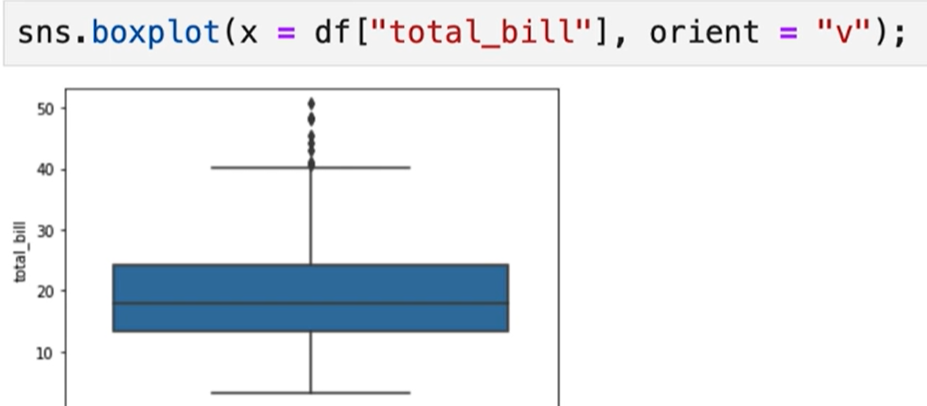 sns.boxplot(x = df["total_bill"], orient = "v");
50
40
30
20
10
total_bill